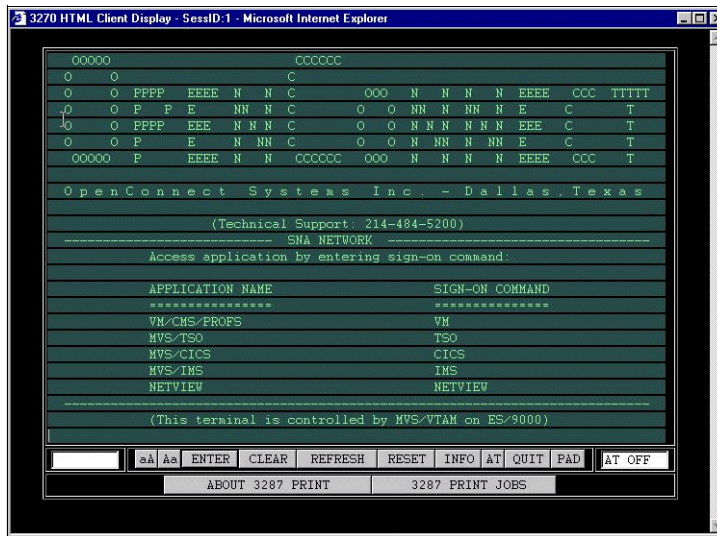 3270 HTML Client Display - SessID:1 - Microsoft Internet Explorer
OOOOO CCCCCC
O O C
O O PPPP EEEE N N C OOO N N N N EEEE CCC TTTTT
O O P P E NN N C O O NN N NN N E C T
O O PPPP EEE N N N C O O N N N N N N EEE C T
O O P E N NN C O O N NN N NN E C T
OOOOO P EEEE N N CCCCCC OOO N N N N EEEE CCC T
O p e n C o n n e c t S y s t e m s I n c . - D a l l a s , T e x a s
(Technical Support: 214-484-5200)
---------------------------- SNA NETWORK -----------------------------------
Access application by entering sign-on command:
APPLICATION NAME SIGN-ON COMMAND
================ ===============
VM/CMS/PROFS VM
MVS/TSO TSO
MVS/CICS CICS
MVS/IMS IMS
NETVIEW NETVIEW
(This terminal is controlled by MVS/VTAM on ES/9000)
aA Aa ENTER CLEAR REFRESH RESET INFO AT QUIT PAD AT OFF
ABOUT 3287 PRINT 3287 PRINT JOBS